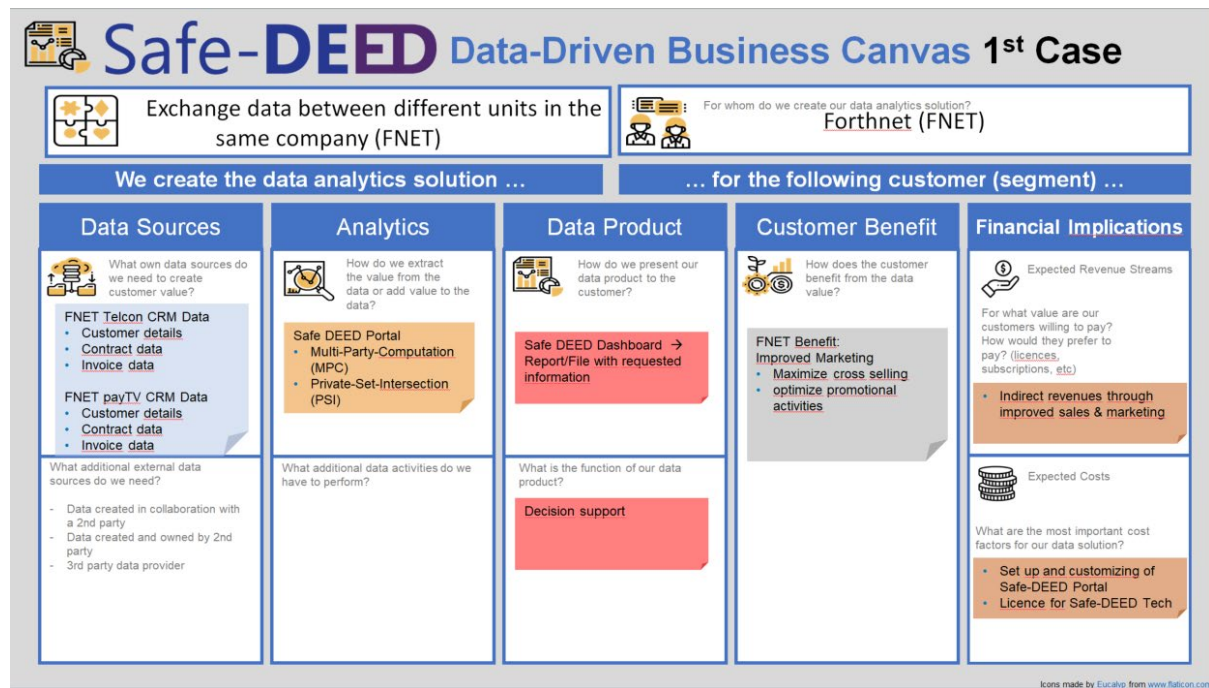 Safe-DEED Data-Driven Business Canvas 1st Case
Exchange data between different units in the
same company (FNET)
For whom do we create our data analytics solution?
Forthnet (FNET)
We create the data analytics solution ...
... for the following customer (segment) ...
Data Sources
What own data sources do
we need to create
customer value?
FNET Telcon CRM Data
• Customer details
• Contract data
• Invoice data
FNET payTV CRM Data
• Customer details
• Contract data
• Invoice data
What additional external data
sources do we need?
- Data created in collaboration with
a 2nd party
- Data created and owned by 2nd
party
- 3rd party data provider
Analytics
How do we extract
the value from the
data or add value to the
data?
Safe DEED Portal
• Multi-Party-Computation
(MPC)
• Private-Set-Intersection
(PSI)
What additional data activities do we
have to perform?
Data Product
How do we present our
data product to the
customer?
Safe DEED Dashboard →
Report/File with requested
information
What is the function of our data
product?
Decision support
Customer Benefit
How does the customer
benefit from the data
value?
FNET Benefit:
Improved Marketing
• Maximize cross selling
• optimize promotional
activities
Financial Implications
Expected Revenue Streams
For what value are our
customers willing to pay?
How would they prefer to
pay? (licences,
subscriptions, etc)
• Indirect revenues through
improved sales & marketing
Expected Costs
What are the most important cost
factors for our data solution?
• Set up and customizing of
Safe-DEED Portal
• Licence for Safe-DEED Tech
Icons made by Eucalyp from www.flaticon.com